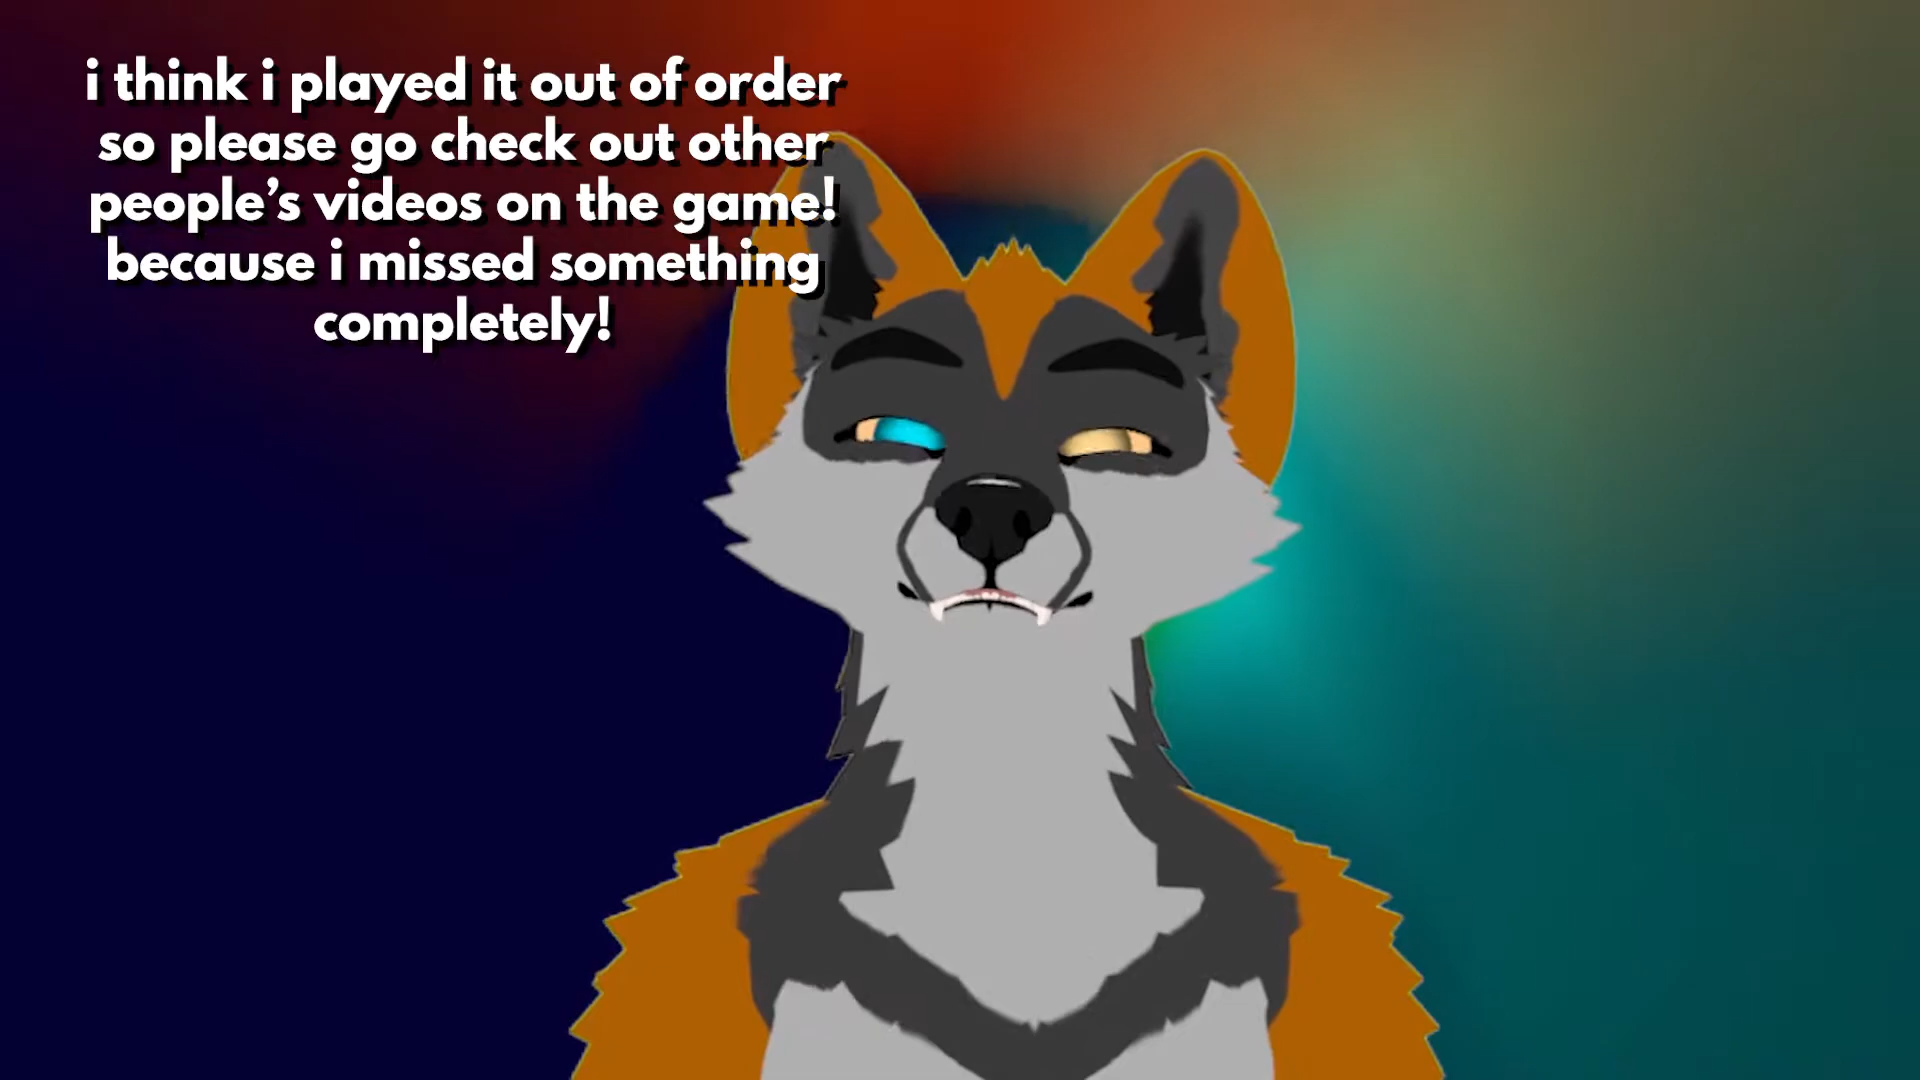 i think i played it out of order
so please go check out other
people’s videos on the game!
because i missed something
completely!